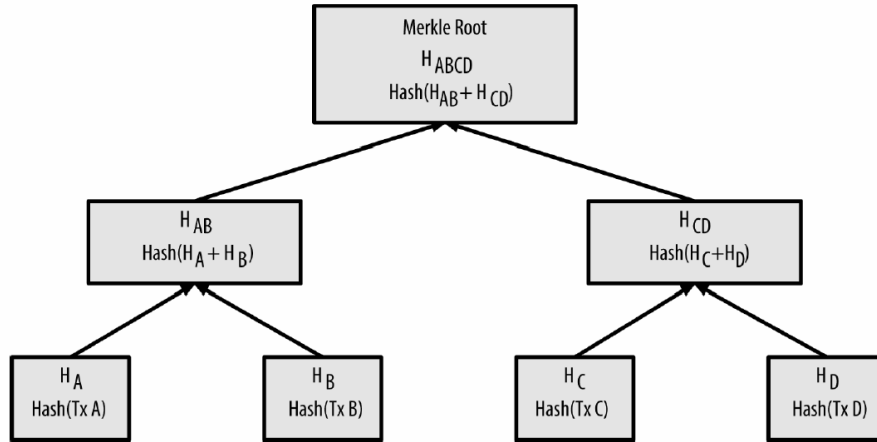 Merkle Root
H ABCD
Hash(H AB + H CD)
H AB
Hash(H A + H B)
H CD
Hash(H C+H D)
H A
Hash(Tx A)
H B
Hash(Tx B)
H C
Hash(Tx C)
H D
Hash(Tx D)